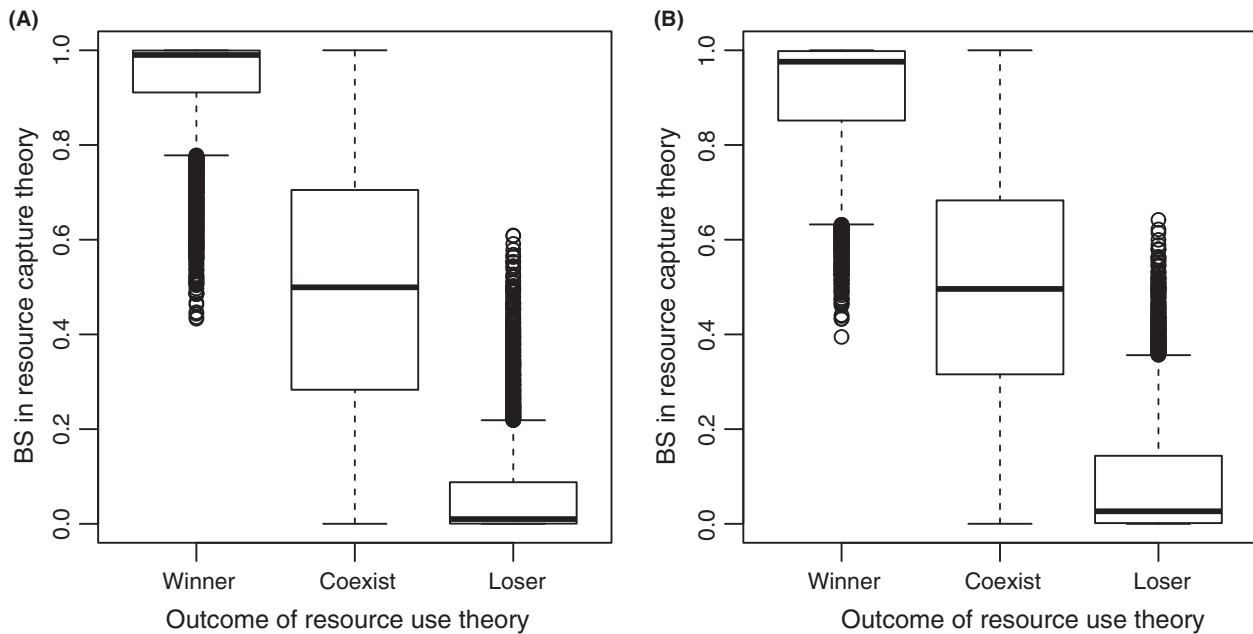 (A)
BS in resource capture theory
1.0
0.8
0.6
0.4
0.2
0.0
Winner Coexist Loser
Outcome of resource use theory
(B)
BS in resource capture theory
1.0
0.8
0.6
0.4
0.2
0.0
Winner Coexist Loser
Outcome of resource use theory